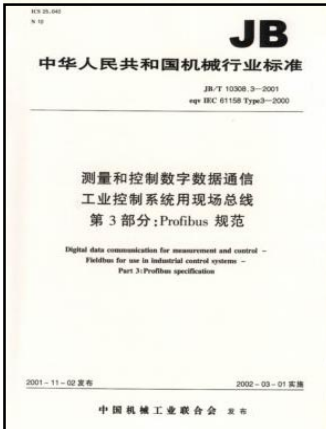 ICS 25.040
N 12
JB
中华人民共和国机械行业标准
JB/T 10308.3—2001
eqv IEC 61158 Type3—2000
测量和控制数字数据通信
工业控制系统用现场总线
第 3 部分:Profibus 规范
Digital data communication for measurement and control –
Fieldbus for use in industrial control systems –
Part 3:Profibus specification
2001-11-02 发布
2002-03-01 实施
中国机械工业联合会 发布